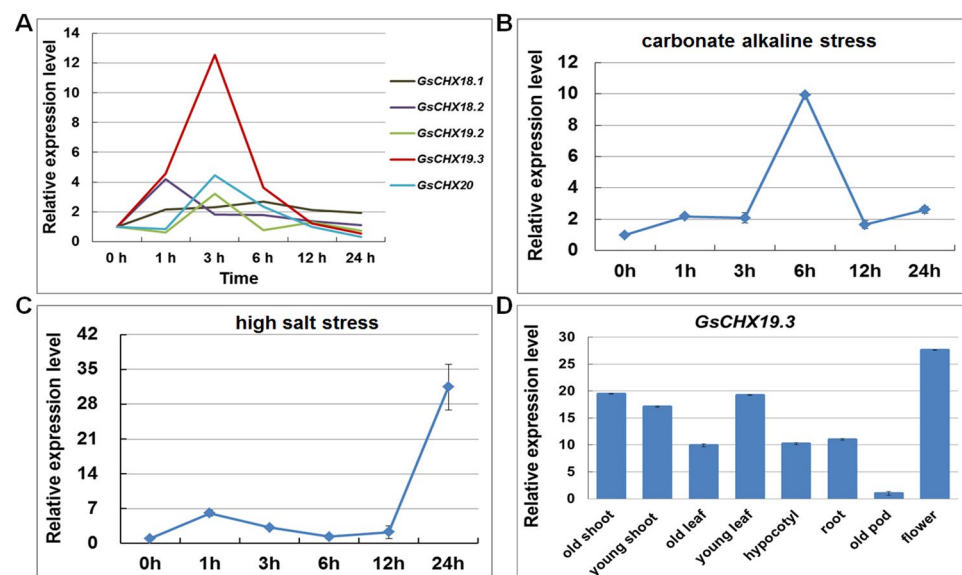 A
Relative expression level
14
12
10
8
6
4
2
0
0 h 1 h 3 h 6 h 12 h 24 h
Time
GsCHX18.1
GsCHX18.2
GsCHX19.2
GsCHX19.3
GsCHX20
B
carbonate alkaline stress
Relative expression level
12
10
8
6
4
2
0
0h 1h 3h 6h 12h 24h
C
high salt stress
Relative expression level
42
35
28
21
14
7
0
0h 1h 3h 6h 12h 24h
D
GsCHX19.3
Relative expression level
30
25
20
15
10
5
0
old shoot
young shoot
old leaf
young leaf
hypocotyl
root
old pod
flower